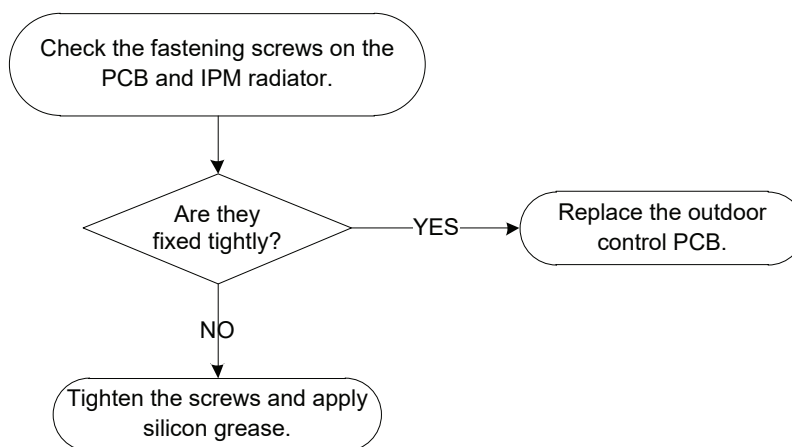 Check the fastening screws on the
PCB and IPM radiator.
Are they
fixed tightly?
YES
Replace the outdoor
control PCB.
NO
Tighten the screws and apply
silicon grease.